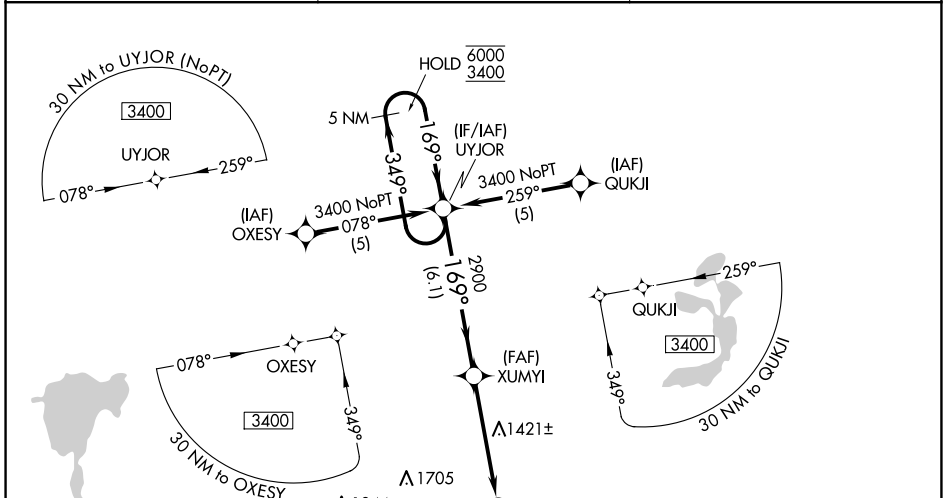 HOLD 6000
3400
30 NM to UYJOR (NoPT)
3400
UYJOR
078°
259°
5 NM
169°
349°
(IF/IAF)
UYJOR
3400 NoPT
259°
(5)
(IAF)
QUKJI
(IAF)
OXESY
3400 NoPT
078°
(5)
2900
169°
(6.1)
259°
QUKJI
3400
349°
30 NM to QUKJI
078°
OXESY
3400
349°
30 NM to OXESY
(FAF)
XUMYI
1421±
1705